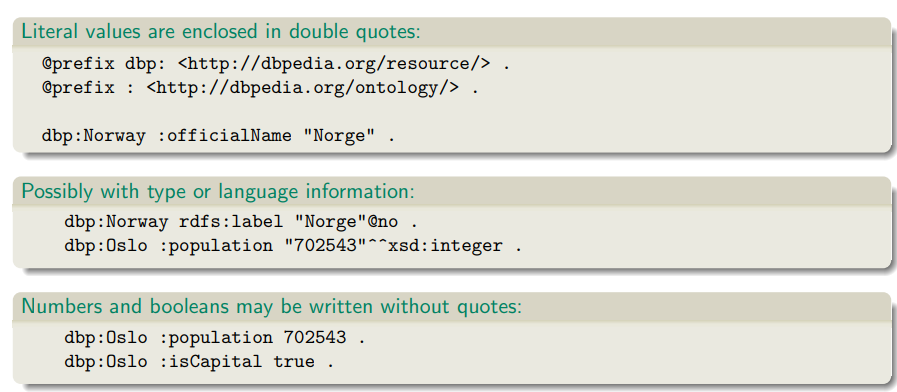 Literal values are enclosed in double quotes:
@prefix dbp: <http://dbpedia.org/resource/> .
@prefix : <http://dbpedia.org/ontology/> .
dbp:Norway :officialName "Norge" .
Possibly with type or language information:
dbp:Norway rdfs:label "Norge"@no .
dbp:Oslo :population "702543"^^xsd:integer .
Numbers and booleans may be written without quotes:
dbp:Oslo :population 702543 .
dbp:Oslo :isCapital true .